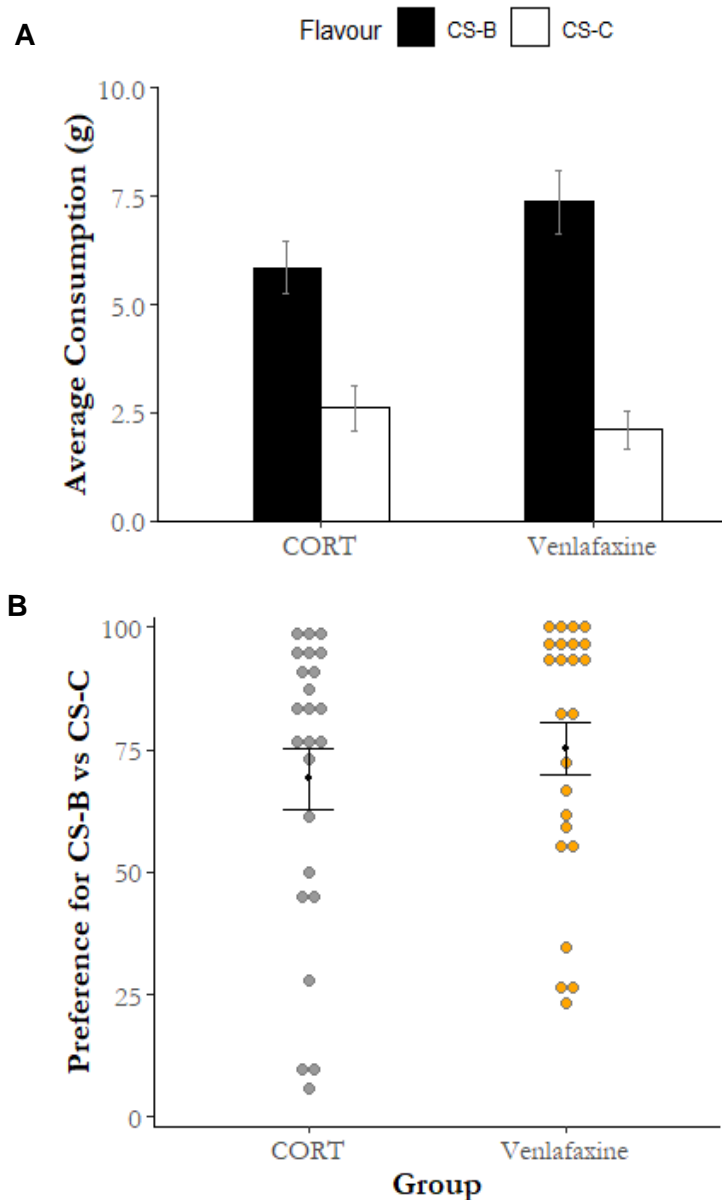 A
Flavour CS-B CS-C
Average Consumption (g)
10.0
7.5
5.0
2.5
0.0
CORT Venlafaxine
B
Preference for CS-B vs CS-C
100
75
50
25
0
CORT Venlafaxine
Group